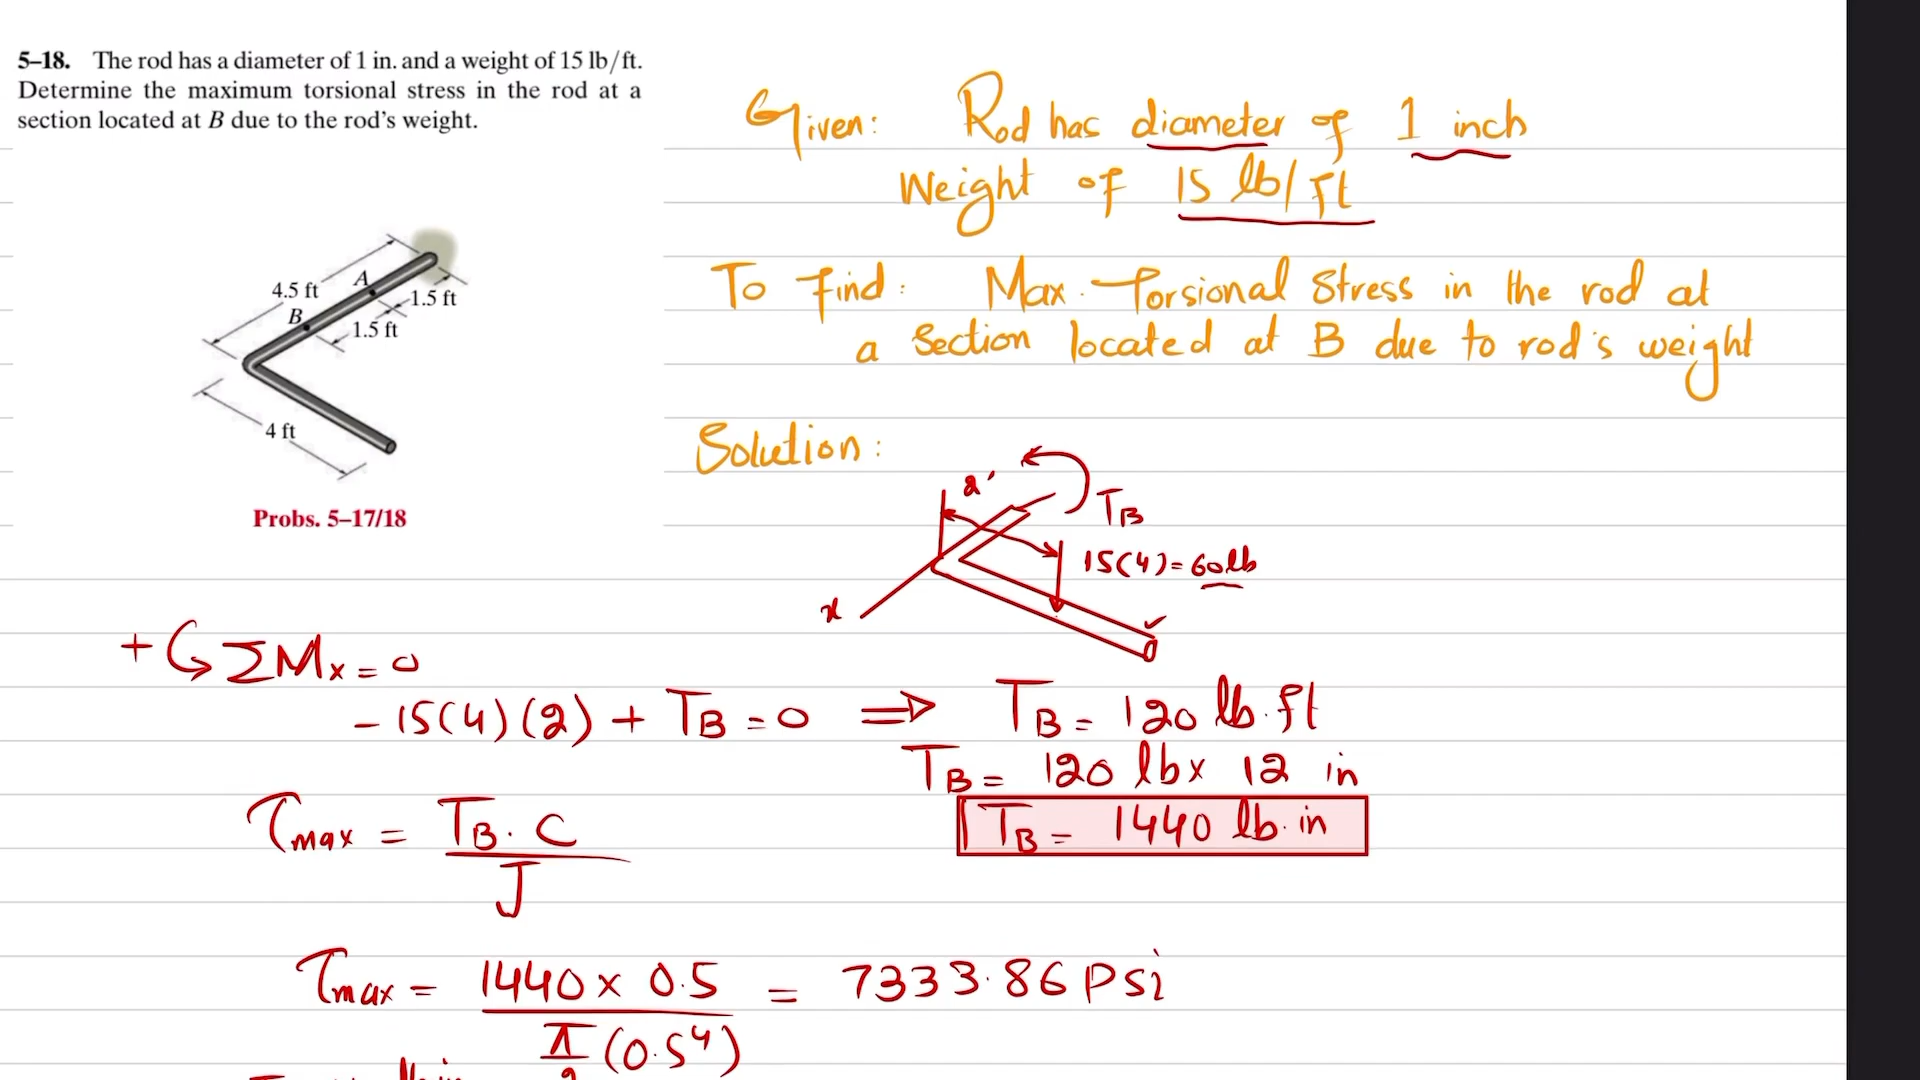 5–18. The rod has a diameter of 1 in. and a weight of 15 lb/ft.
Determine the maximum torsional stress in the rod at a
section located at B due to the rod's weight.
4.5 ft
A
1.5 ft
B
1.5 ft
4 ft
Probs. 5–17/18
Given: Rod has diameter of 1 inch
Weight of 15 lb/ft
To find: Max. Torsional Stress in the rod at
a Section located at B due to rod's weight
Solution:
2'
TB
15(4)=60lb
x
+ ΣMx = 0
-15(4)(2) + TB = 0 ⟹ TB = 120 lb.ft
TB = 120 lb x 12 in
TB = 1440 lb.in
τmax = TB . C / J
τmax = 1440 x 0.5 / π/2 (0.5⁴) = 7333.86 Psi